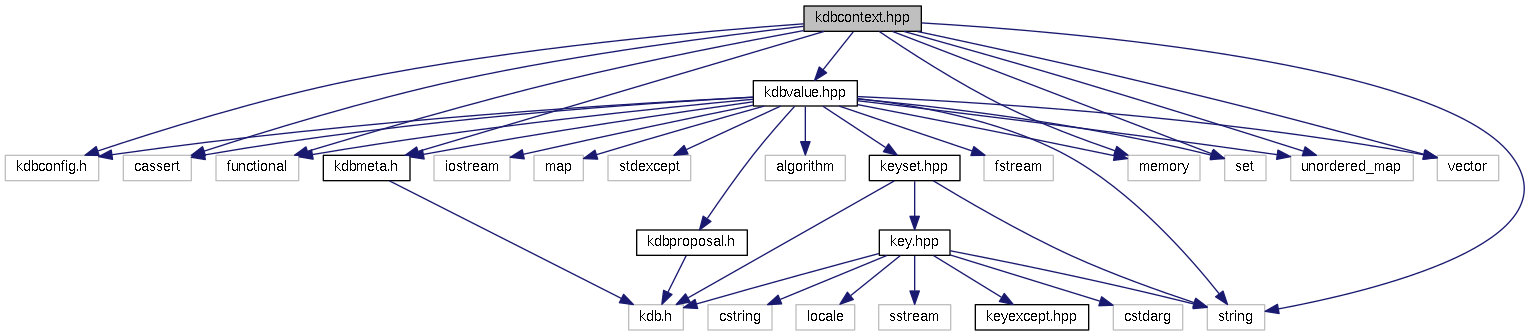 kdbcontext.hpp
kdbvalue.hpp
kdbconfig.h
cassert
functional
kdbmeta.h
iostream
map
stdexcept
algorithm
keyset.hpp
fstream
memory
set
unordered_map
vector
kdbproposal.h
key.hpp
kdb.h
cstring
locale
sstream
keyexcept.hpp
cstdarg
string